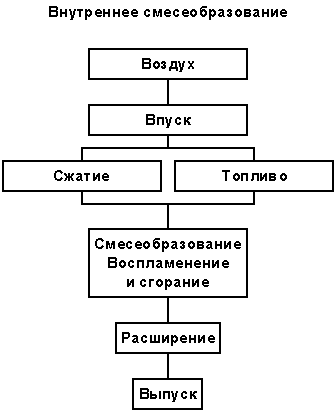 Внутреннее смесеобразование
Воздух
Впуск
Сжатие
Топливо
Смесеобразование
Воспламенение
и сгорание
Расширение
Выпуск